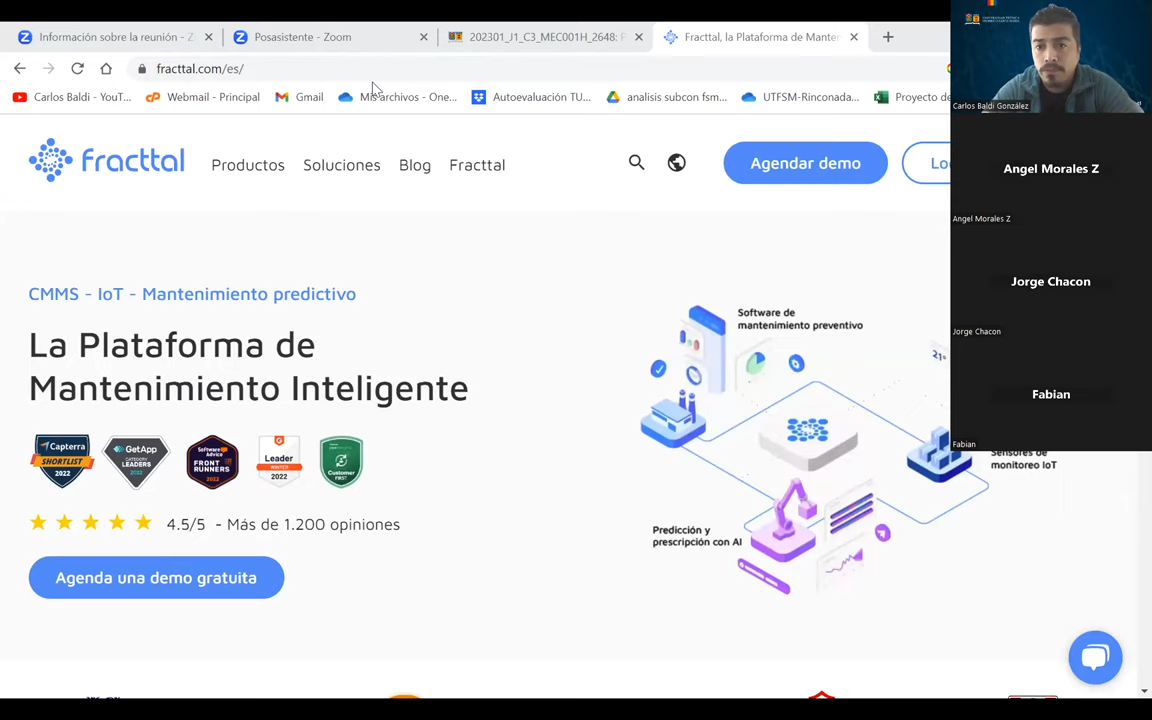 Información sobre la reunión - Z
Posasistente - Zoom
202301_J1_C3_MEC001H_2648: P
Fracttal, la Plataforma de Manten
fracttal.com/es/
Carlos Baldi - YouT...
Webmail - Principal
Gmail
Mis archivos - One...
Autoevaluación TU...
analisis subcon fsm...
UTFSM-Rinconada...
Proyecto de
fracttal
Productos
Soluciones
Blog
Fracttal
Agendar demo
Lo
CMMS - IoT - Mantenimiento predictivo
La Plataforma de
Mantenimiento Inteligente
Capterra
SHORTLIST
2022
GetApp
CATEGORY
LEADERS
2022
Software
Advice
FRONT
RUNNERS
2022
Leader
WINTER
2022
Customer
FIRST
4.5/5 - Más de 1.200 opiniones
Agenda una demo gratuita
Software de
mantenimiento preventivo
21
Sensores de
monitoreo IoT
Predicción y
prescripción con AI
Carlos Baldi González
Angel Morales Z
Angel Morales Z
Jorge Chacon
Jorge Chacon
Fabian
Fabian